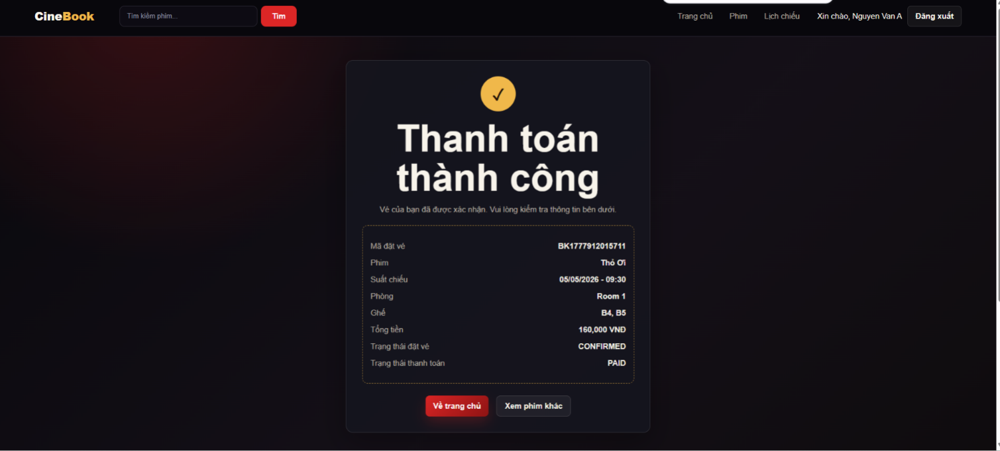 CineBook
Tìm kiếm phim...
Tìm
Trang chủ
Phim
Lịch chiếu
Xin chào, Nguyen Van A
Đăng xuất
✓
Thanh toán
thành công
Vé của bạn đã được xác nhận. Vui lòng kiểm tra thông tin bên dưới.
Mã đặt vé BK1777912015711
Phim Thỏ Ơi
Suất chiếu 05/05/2026 - 09:30
Phòng Room 1
Ghế B4, B5
Tổng tiền 160,000 VNĐ
Trạng thái đặt vé CONFIRMED
Trạng thái thanh toán PAID
Về trang chủ
Xem phim khác